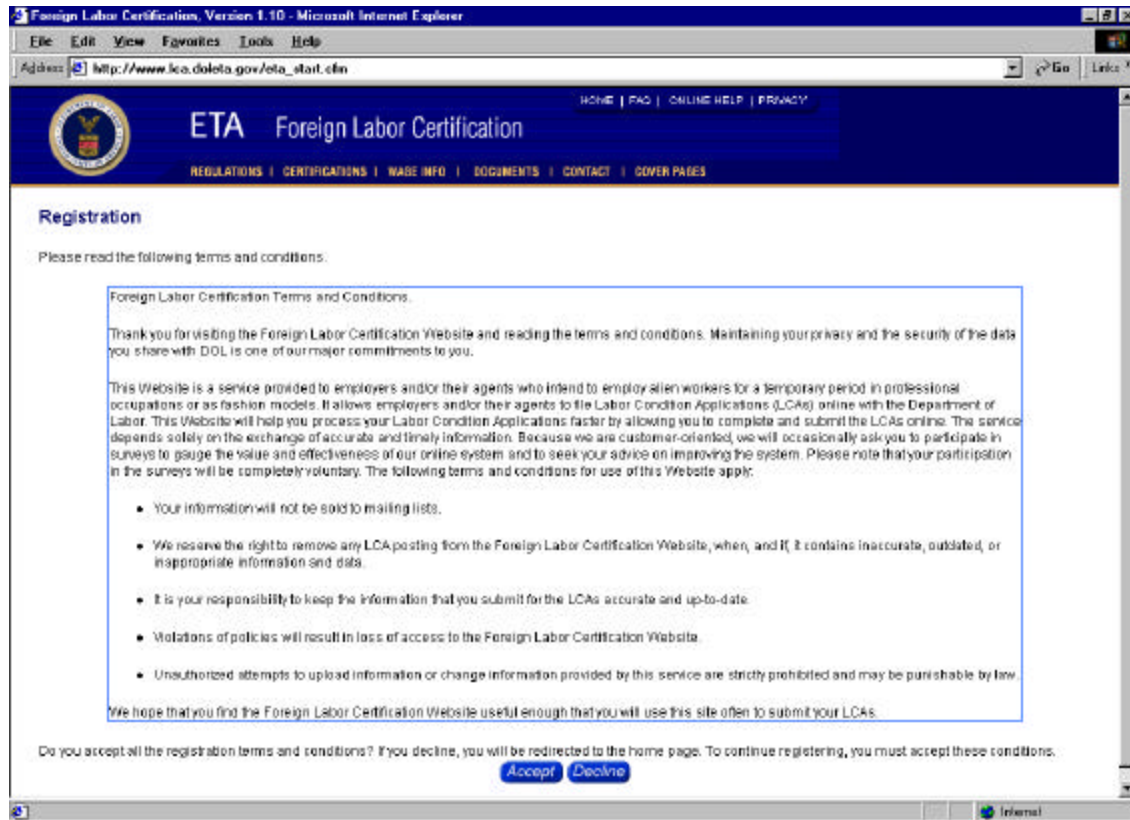 Foreign Labor Certification, Version 1.10 - Microsoft Internet Explorer
File Edit View Favorites Tools Help
Address http://www.lca.doleta.gov/eta_start.cfm Go Links
HOME | FAQ | ONLINE HELP | PRIVACY
ETA Foreign Labor Certification
REGULATIONS | CERTIFICATIONS | WAGE INFO | DOCUMENTS | CONTACT | COVER PAGES
Registration
Please read the following terms and conditions.
Foreign Labor Certification Terms and Conditions.
Thank you for visiting the Foreign Labor Certification Website and reading the terms and conditions. Maintaining your privacy and the security of the data
you share with DOL is one of our major commitments to you.
This Website is a service provided to employers and/or their agents who intend to employ alien workers for a temporary period in professional
occupations or as fashion models. It allows employers and/or their agents to file Labor Condition Applications (LCAs) online with the Department of
Labor. This Website will help you process your Labor Condition Applications faster by allowing you to complete and submit the LCAs online. The service
depends solely on the exchange of accurate and timely information. Because we are customer-oriented, we will occasionally ask you to participate in
surveys to gauge the value and effectiveness of our online system and to seek your advice on improving the system. Please note that your participation
in the surveys will be completely voluntary. The following terms and conditions for use of this Website apply:
• Your information will not be sold to mailing lists.
• We reserve the right to remove any LCA posting from the Foreign Labor Certification Website, when, and if, it contains inaccurate, outdated, or
inappropriate information and data.
• It is your responsibility to keep the information that you submit for the LCAs accurate and up-to-date.
• Violations of policies will result in loss of access to the Foreign Labor Certification Website.
• Unauthorized attempts to upload information or change information provided by this service are strictly prohibited and may be punishable by law.
We hope that you find the Foreign Labor Certification Website useful enough that you will use this site often to submit your LCAs.
Do you accept all the registration terms and conditions? If you decline, you will be redirected to the home page. To continue registering, you must accept these conditions.
Accept Decline
Internet